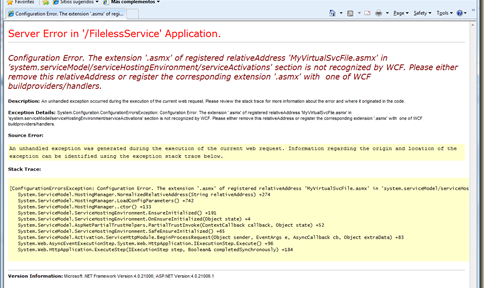 Favoritos
Sitios sugeridos
Más complementos
Configuration Error. The extension '.asmx' of regi...
Page Safety Tools
Server Error in '/FilelessService' Application.
Configuration Error. The extension '.asmx' of registered relativeAddress 'MyVirtualSvcFile.asmx' in
'system.serviceModel/serviceHostingEnvironment/serviceActivations' section is not recognized by WCF. Please either
remove this relativeAddress or register the corresponding extension '.asmx' with one of WCF
buildproviders/handlers.
Description: An unhandled exception occurred during the execution of the current web request. Please review the stack trace for more information about the error and where it originated in the code.
Exception Details: System.Configuration.ConfigurationErrorsException: Configuration Error. The extension '.asmx' of registered relativeAddress 'MyVirtualSvcFile.asmx' in
'system.serviceModel/serviceHostingEnvironment/serviceActivations' section is not recognized by WCF. Please either remove this relativeAddress or register the corresponding extension '.asmx' with one of WCF
buildproviders/handlers.
Source Error:
An unhandled exception was generated during the execution of the current web request. Information regarding the origin and location of the
exception can be identified using the exception stack trace below.
Stack Trace:
[ConfigurationErrorsException: Configuration Error. The extension '.asmx' of registered relativeAddress 'MyVirtualSvcFile.asmx' in 'system.serviceModel/serviceHos
System.ServiceModel.HostingManager.NormalizedRelativeAddress(String relativeAddress) +274
System.ServiceModel.HostingManager.LoadConfigParameters() +742
System.ServiceModel.HostingManager..ctor() +133
System.ServiceModel.ServiceHostingEnvironment.EnsureInitialized() +191
System.ServiceModel.ServiceHostingEnvironment.OnEnsureInitialized(Object state) +4
System.ServiceModel.AspNetPartialTrustHelpers.PartialTrustInvoke(ContextCallback callback, Object state) +52
System.ServiceModel.ServiceHostingEnvironment.SafeEnsureInitialized() +65
System.ServiceModel.Activation.ServiceHttpModule.BeginProcessRequest(Object sender, EventArgs e, AsyncCallback cb, Object extraData) +83
System.Web.AsyncEventExecutionStep.System.Web.HttpApplication.IExecutionStep.Execute() +96
System.Web.HttpApplication.ExecuteStep(IExecutionStep step, Boolean& completedSynchronously) +184
Version Information: Microsoft .NET Framework Version:4.0.21006; ASP.NET Version:4.0.21006.1